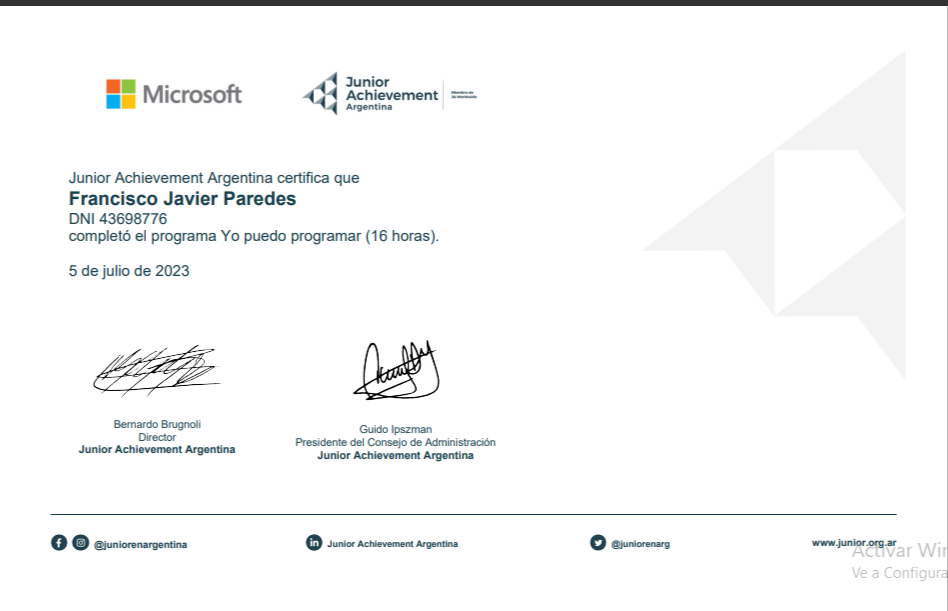 Microsoft
Junior
Achievement
Argentina
Junior Achievement Argentina certifica que
Francisco Javier Paredes
DNI 43698776
completó el programa Yo puedo programar (16 horas).
5 de julio de 2023
Bernardo Brugnoli
Director
Junior Achievement Argentina
Guido Ipszman
Presidente del Consejo de Administración
Junior Achievement Argentina
@juniorenargentina
Junior Achievement Argentina
@juniorenarg
www.junior.org.ar
Activar Win
Ve a Configura